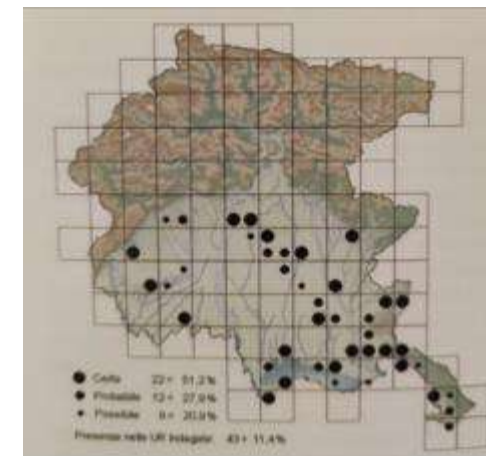 Certa 22 = 51,2%
Probabile 12 = 27,9%
Possibile 9 = 20,9%
Presenza nelle UR indagate: 43 = 11,4%